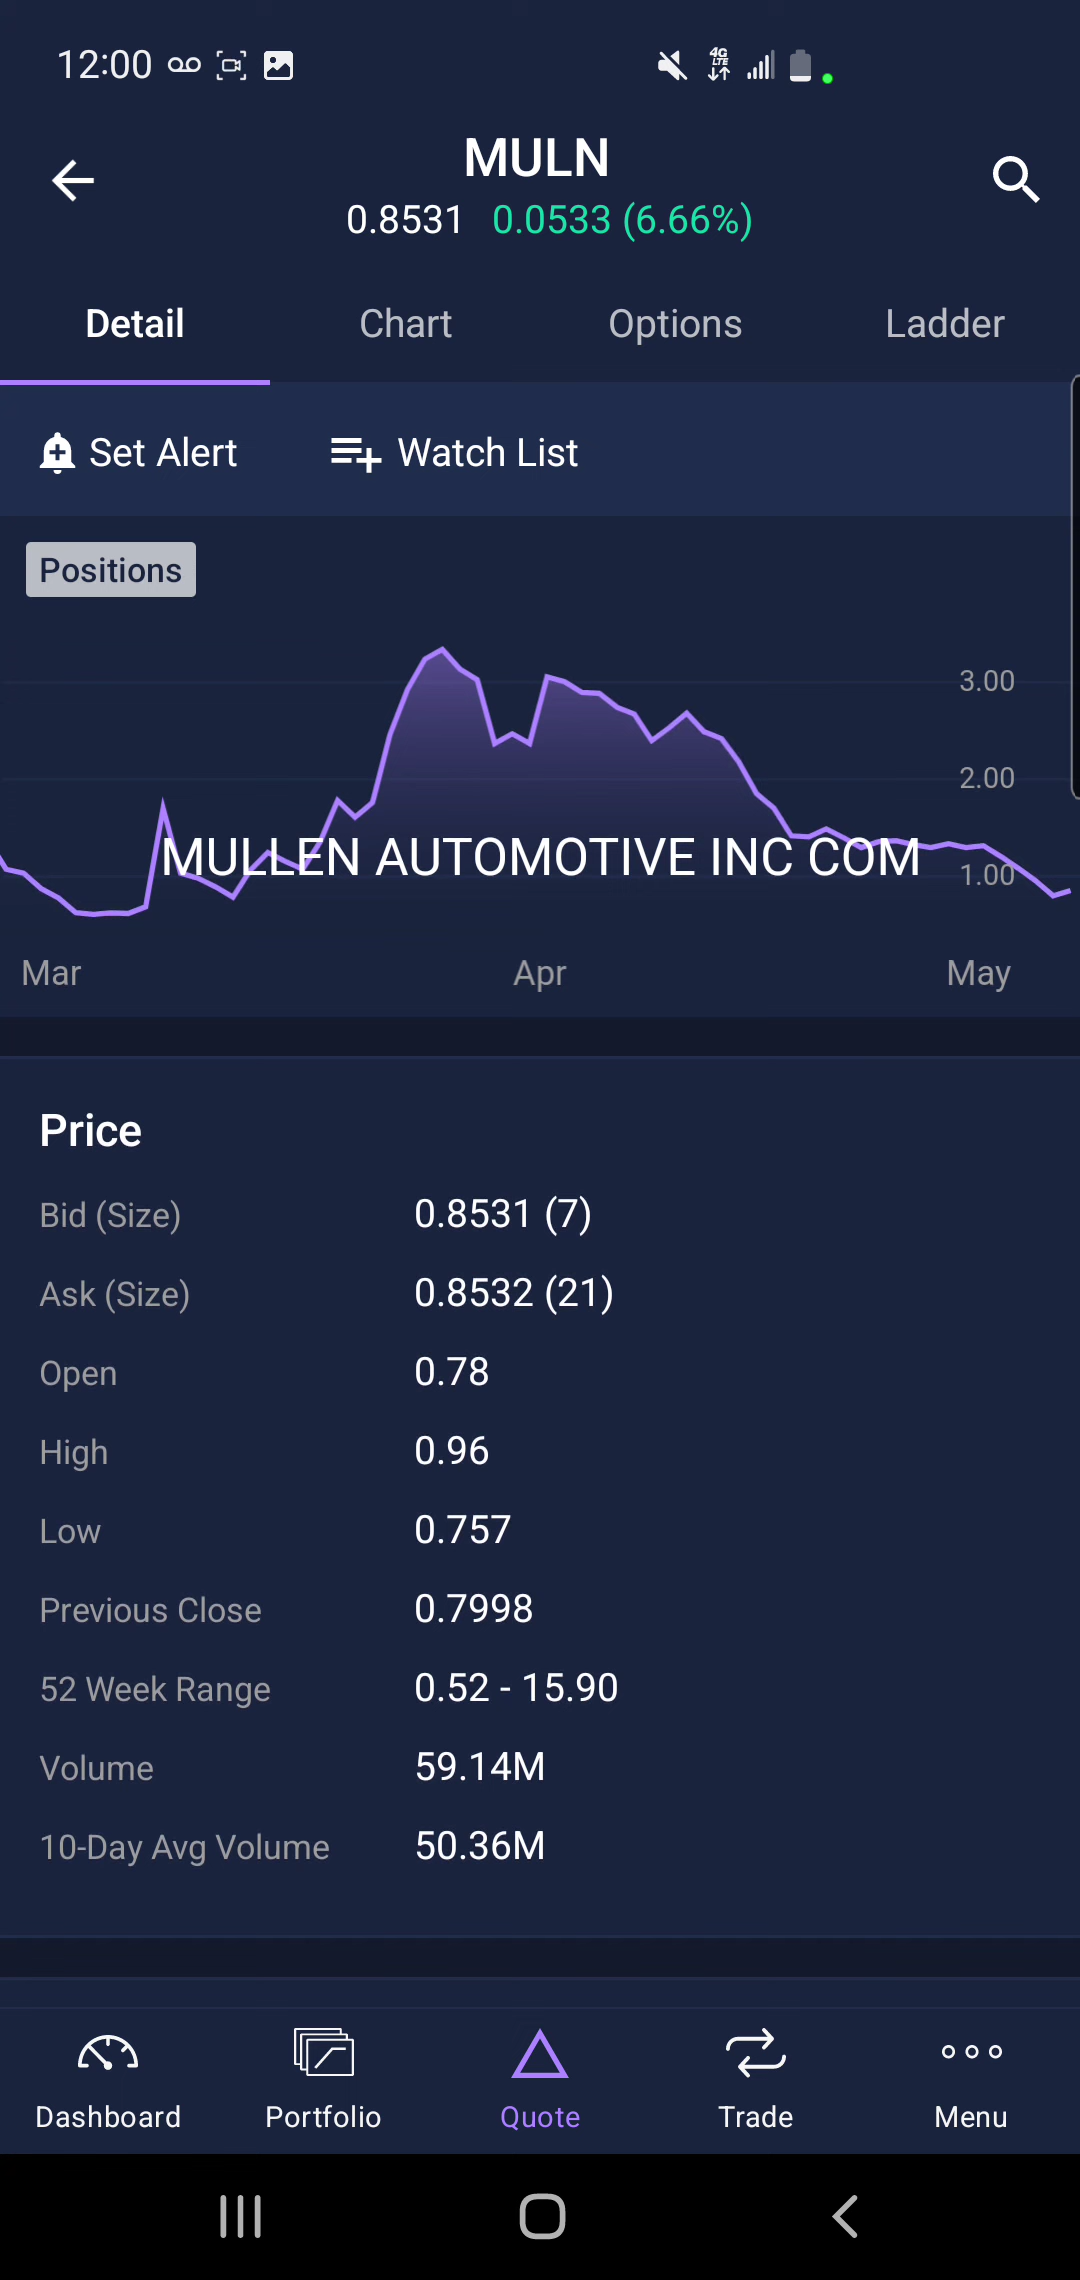 12:00
4G
LTE
MULN
0.8531 0.0533 (6.66%)
Detail Chart Options Ladder
Set Alert Watch List
Positions
3.00
2.00
MULLEN AUTOMOTIVE INC COM
1.00
Mar Apr May
Price
Bid (Size) 0.8531 (7)
Ask (Size) 0.8532 (21)
Open 0.78
High 0.96
Low 0.757
Previous Close 0.7998
52 Week Range 0.52 - 15.90
Volume 59.14M
10-Day Avg Volume 50.36M
Dashboard Portfolio Quote Trade Menu